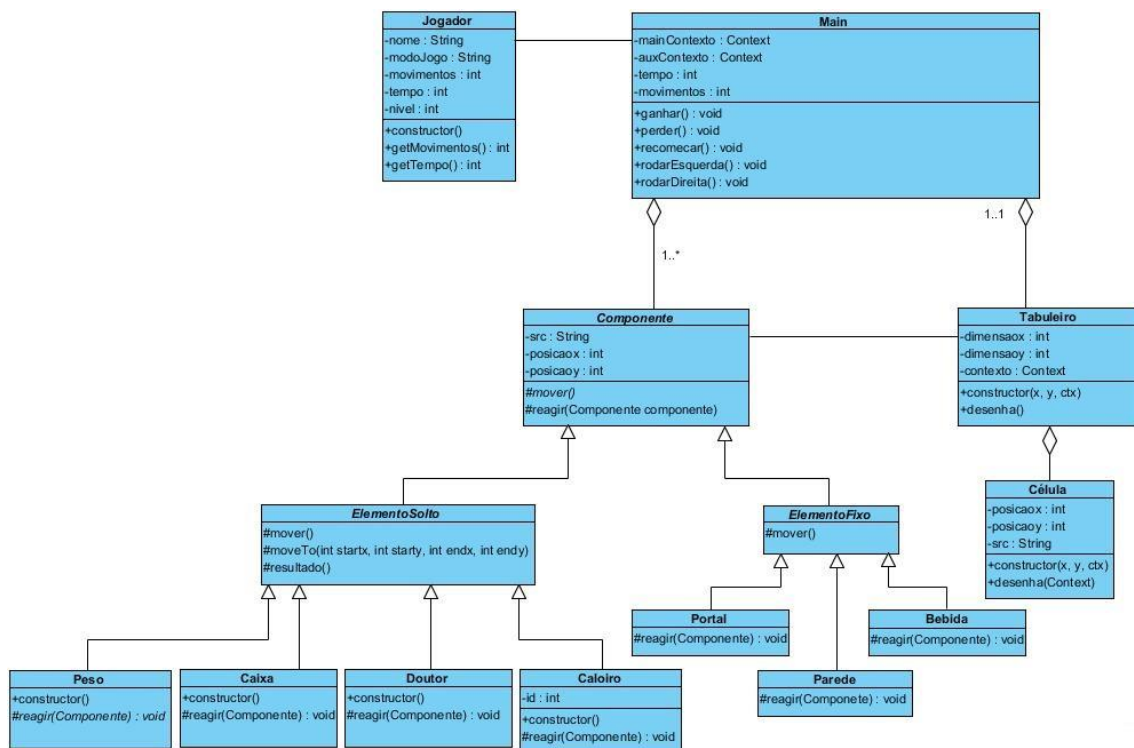 Jogador
-nome : String
-modoJogo : String
-movimentos : int
-tempo : int
-nivel : int
+constructor()
+getMovimentos() : int
+getTempo() : int
Main
-mainContexto : Context
-auxContexto : Context
-tempo : int
-movimentos : int
+ganhar() : void
+perder() : void
+recomecar() : void
+rodarEsquerda() : void
+rodarDireita() : void
1..*
1..1
Componente
-src : String
-posicaox : int
-posicaoy : int
#mover()
#reagir(Componente componente)
Tabuleiro
-dimensaox : int
-dimensaoy : int
-contexto : Context
+constructor(x, y, ctx)
+desenha()
Célula
-posicaox : int
-posicaoy : int
-src : String
+constructor(x, y, ctx)
+desenha(Context)
ElementoSolto
#mover()
#moveTo(int startx, int starty, int endx, int endy)
#resultado()
ElementoFixo
#mover()
Portal
#reagir(Componente) : void
Bebida
#reagir(Componente) : void
Peso
+constructor()
#reagir(Componente) : void
Caixa
+constructor()
#reagir(Componente) : void
Doutor
+constructor()
#reagir(Componente) : void
Caloiro
-id : int
+constructor()
#reagir(Componente) : void
Parede
#reagir(Componete) : void